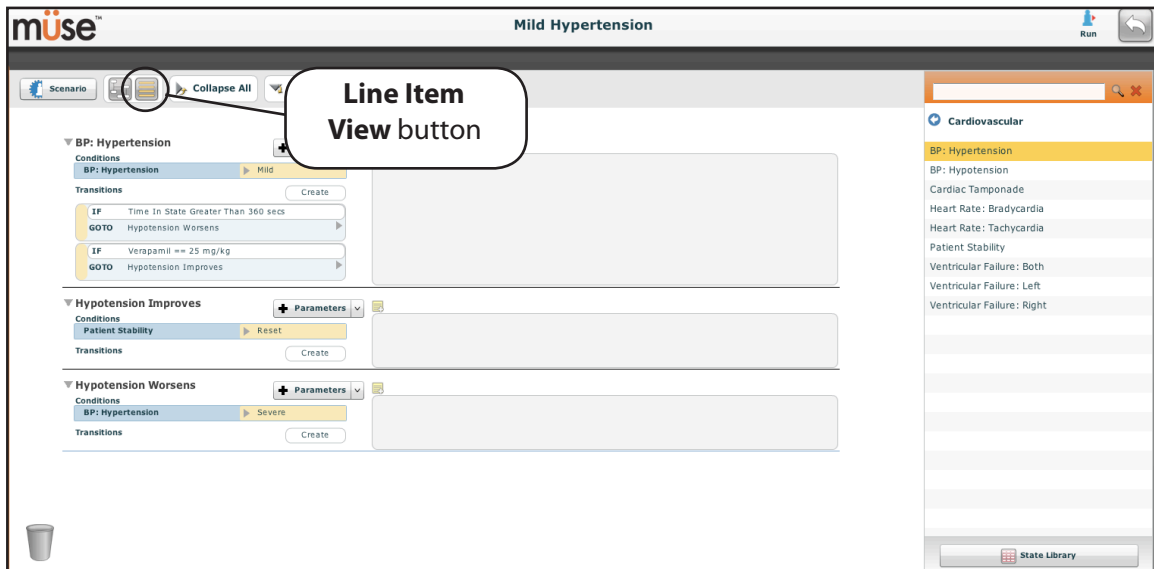 müse™
Mild Hypertension
Run
Scenario
Collapse All
Line Item
View button
BP: Hypertension
Conditions
BP: Hypertension Mild
Transitions Create
IF Time In State Greater Than 360 secs
GOTO Hypotension Worsens
IF Verapamil == 25 mg/kg
GOTO Hypotension Improves
Hypotension Improves
Parameters
Conditions
Patient Stability Reset
Transitions Create
Hypotension Worsens
Parameters
Conditions
BP: Hypertension Severe
Transitions Create
Cardiovascular
BP: Hypertension
BP: Hypotension
Cardiac Tamponade
Heart Rate: Bradycardia
Heart Rate: Tachycardia
Patient Stability
Ventricular Failure: Both
Ventricular Failure: Left
Ventricular Failure: Right
State Library